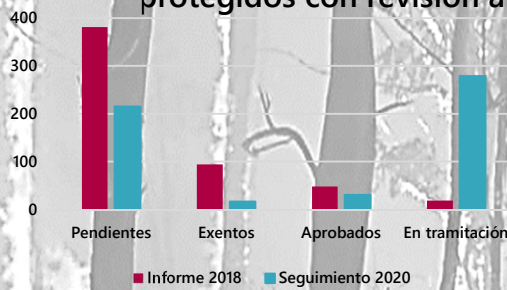 protegidos con revisión a
400
300
200
100
0
Pendientes Exentos Aprobados En tramitación
Informe 2018 Seguimiento 2020